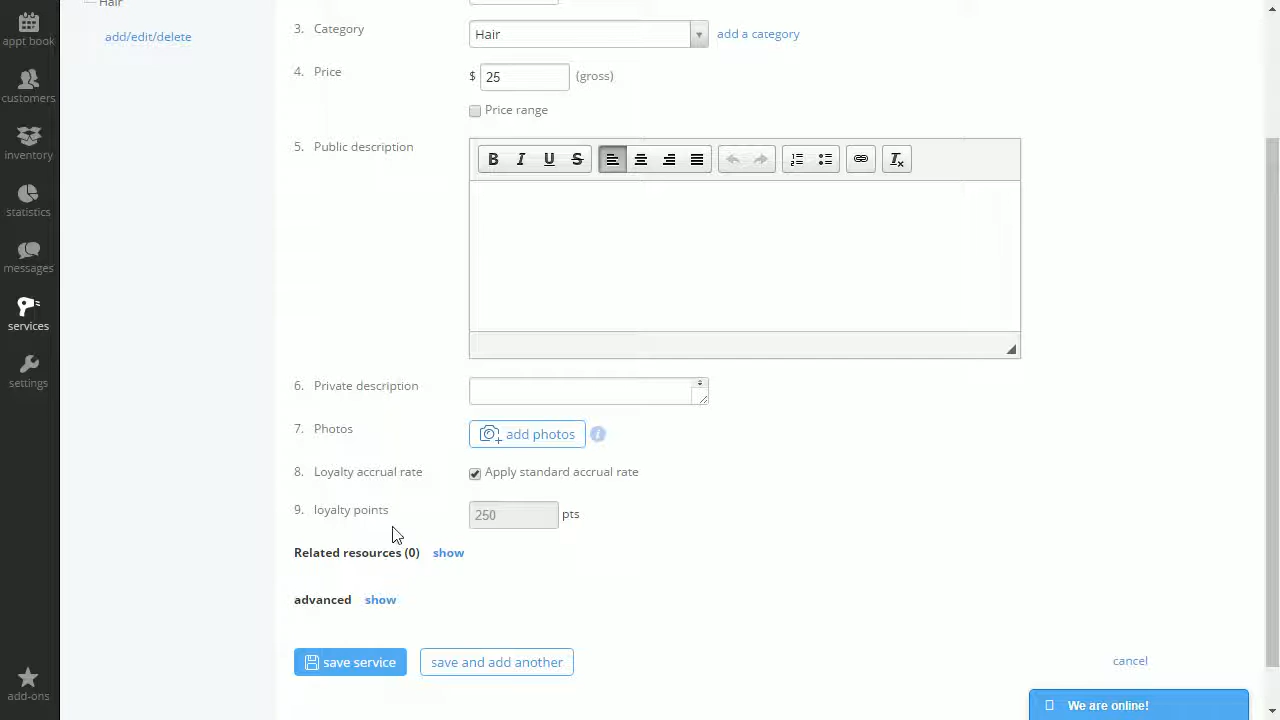 Hair
add/edit/delete
appt book
customers
inventory
statistics
messages
services
settings
add-ons
3. Category Hair add a category
4. Price $ 25 (gross)
Price range
5. Public description
B I U S
6. Private description
7. Photos add photos i
8. Loyalty accrual rate Apply standard accrual rate
9. loyalty points 250 pts
Related resources (0) show
advanced show
save service save and add another cancel
We are online!